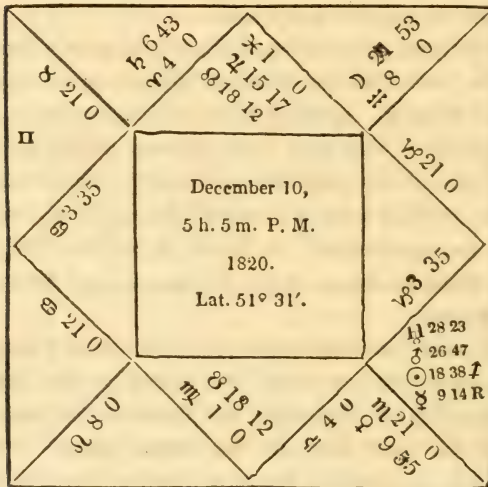 ♄ 6 43
♈ 4 0
♉ 21 0
♓ 1 0
♃ 15 17
☊ 18 12
☽ 53
♒ 8 0
♊
♑ 21 0
♋ 3 35
December 10,
5 h. 5 m. P. M.
1820.
Lat. 51° 31′.
♑ 3 35
♅ 28 23
♂ 26 47
☉ 18 38 ♐
☿ 9 14 R
♋ 21 0
♌ 8 0
☋ 18 12
♍ 1 0
♎ 4 0
♏ 21 0
♀ 9